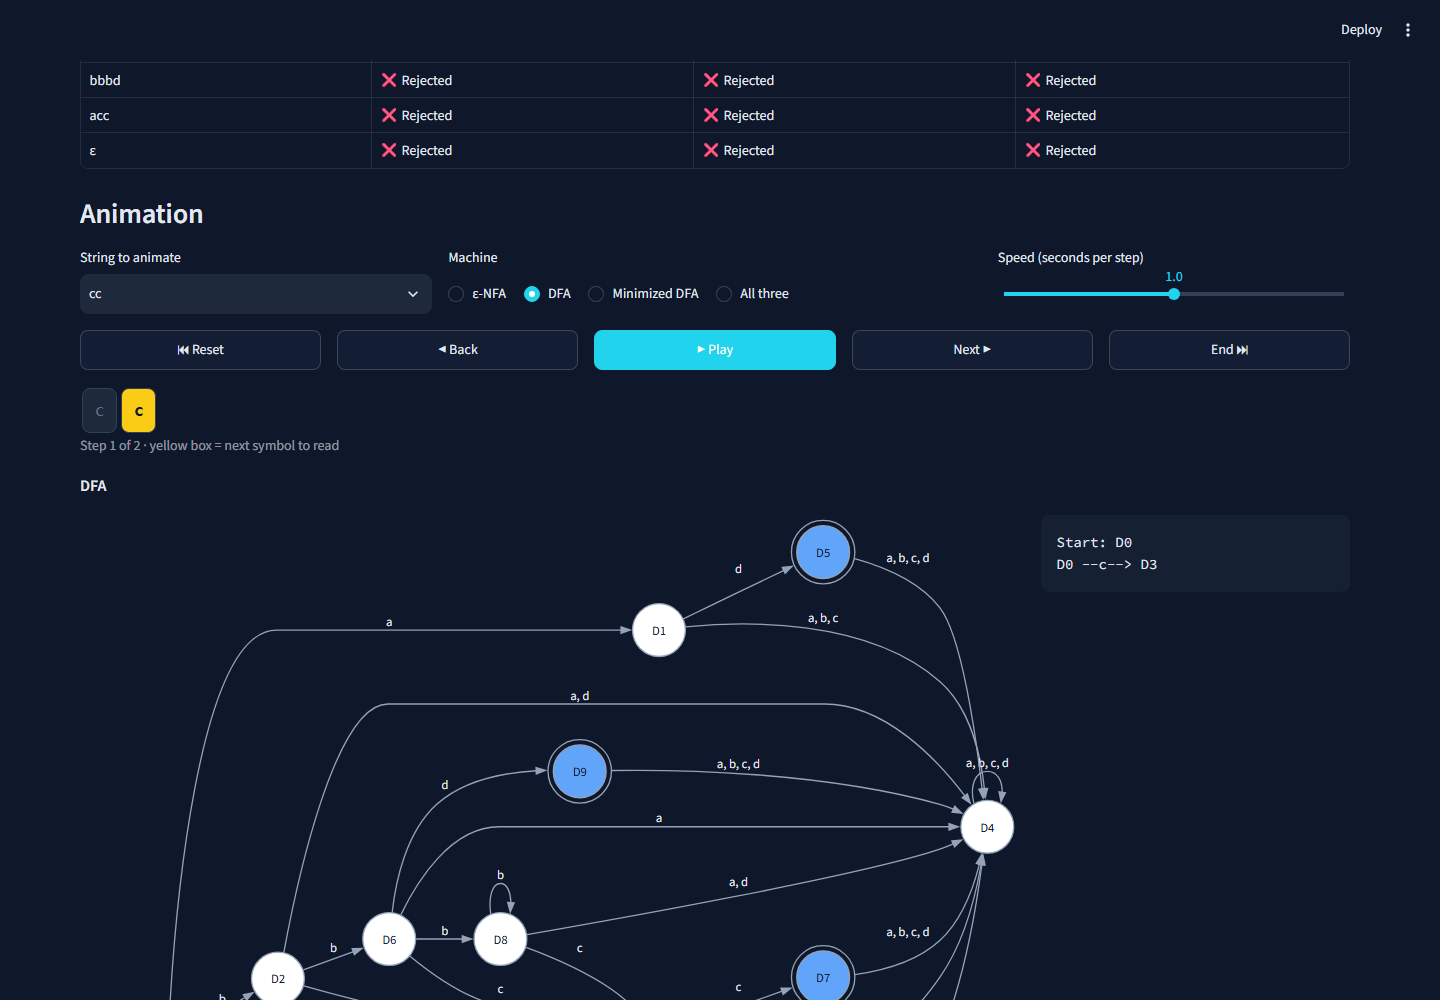 Deploy
bbbd ❌ Rejected ❌ Rejected ❌ Rejected
acc ❌ Rejected ❌ Rejected ❌ Rejected
ε ❌ Rejected ❌ Rejected ❌ Rejected
Animation
String to animate Machine Speed (seconds per step)
1.0
cc ε-NFA DFA Minimized DFA All three
⏮ Reset ◀ Back ▶ Play Next ▶ End ⏭
C C
Step 1 of 2 · yellow box = next symbol to read
DFA
Start: D0
D0 --c--> D3
D5
a, b, c, d
d
a
a, b, c
D1
a, d
D9
a, b, c, d
a, b, c, d
d
a
D4
b
a, d
D6
b
D8
a, b, c, d
b
c
D2
D7
c
c
b